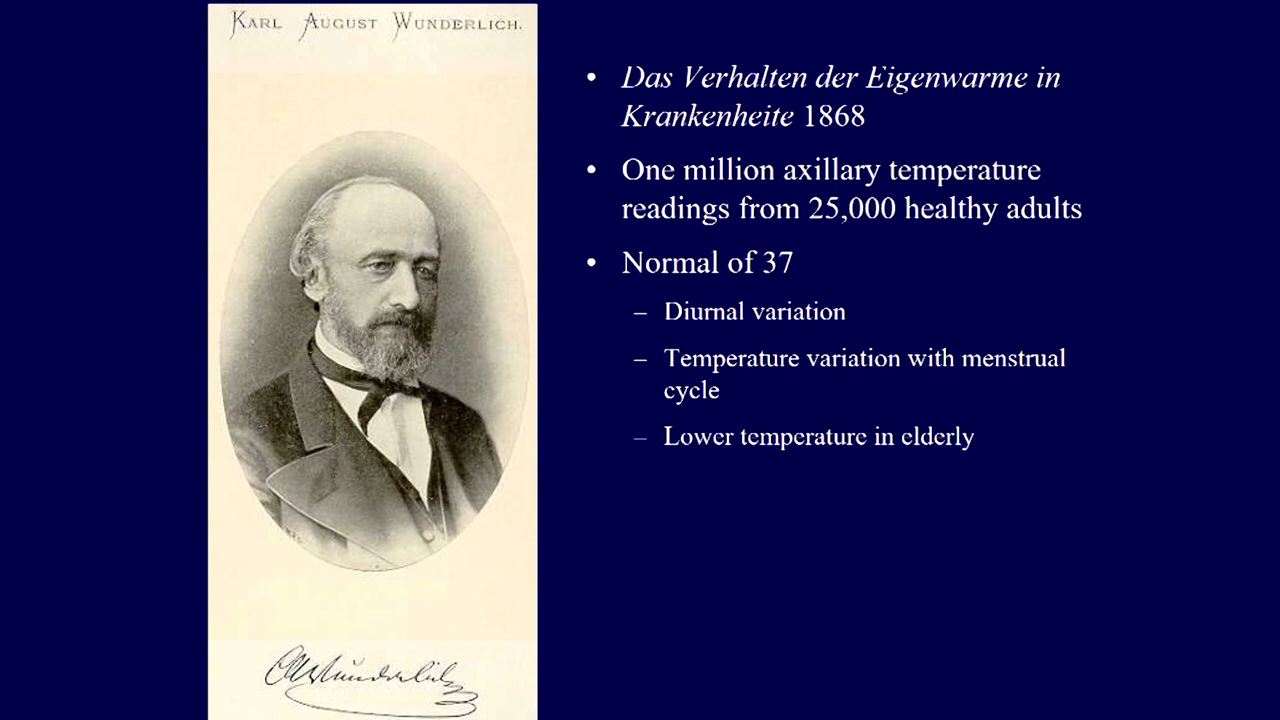 KARL AUGUST WUNDERLICH.
• Das Verhalten der Eigenwarme in
Krankenheite 1868
• One million axillary temperature
readings from 25,000 healthy adults
• Normal of 37
– Diurnal variation
– Temperature variation with menstrual
cycle
– Lower temperature in elderly
CAWunderlich